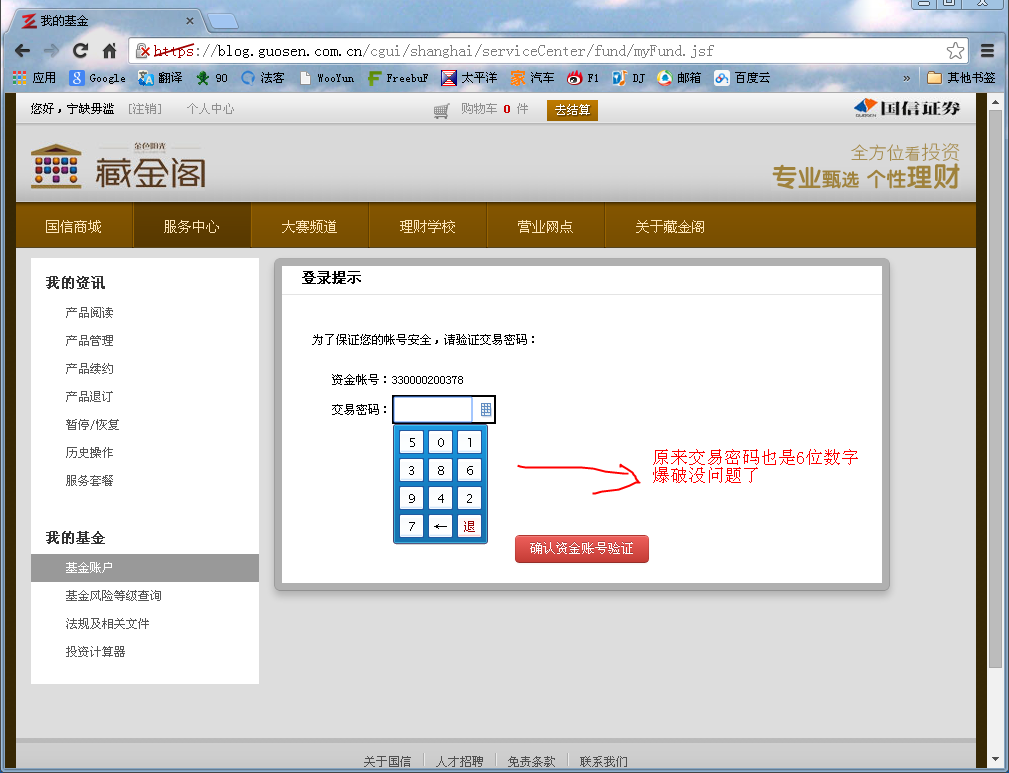 我的基金
https://blog.guosen.com.cn/cgui/shanghai/serviceCenter/fund/myFund.jsf
应用 Google 翻译 90 法客 WooYun FreebuF 太平洋 汽车 F1 DJ 邮箱 百度云 » 其他书签
您好，宁缺毋滥 [注销] 个人中心 购物车 0 件 去结算 GUOSEN 国信证券
金色阳光
藏金阁
全方位看投资
专业甄选 个性理财
国信商城 服务中心 大赛频道 理财学校 营业网点 关于藏金阁
我的资讯
产品阅读
产品管理
产品续约
产品退订
暂停/恢复
历史操作
服务套餐
我的基金
基金账户
基金风险等级查询
法规及相关文件
投资计算器
登录提示
为了保证您的帐号安全，请验证交易密码：
资金帐号：330000200378
交易密码：
5 0 1
3 8 6
9 4 2
7 ← 退
原来交易密码也是6位数字
爆破没问题了
确认资金账号验证
关于国信 人才招聘 免责条款 联系我们